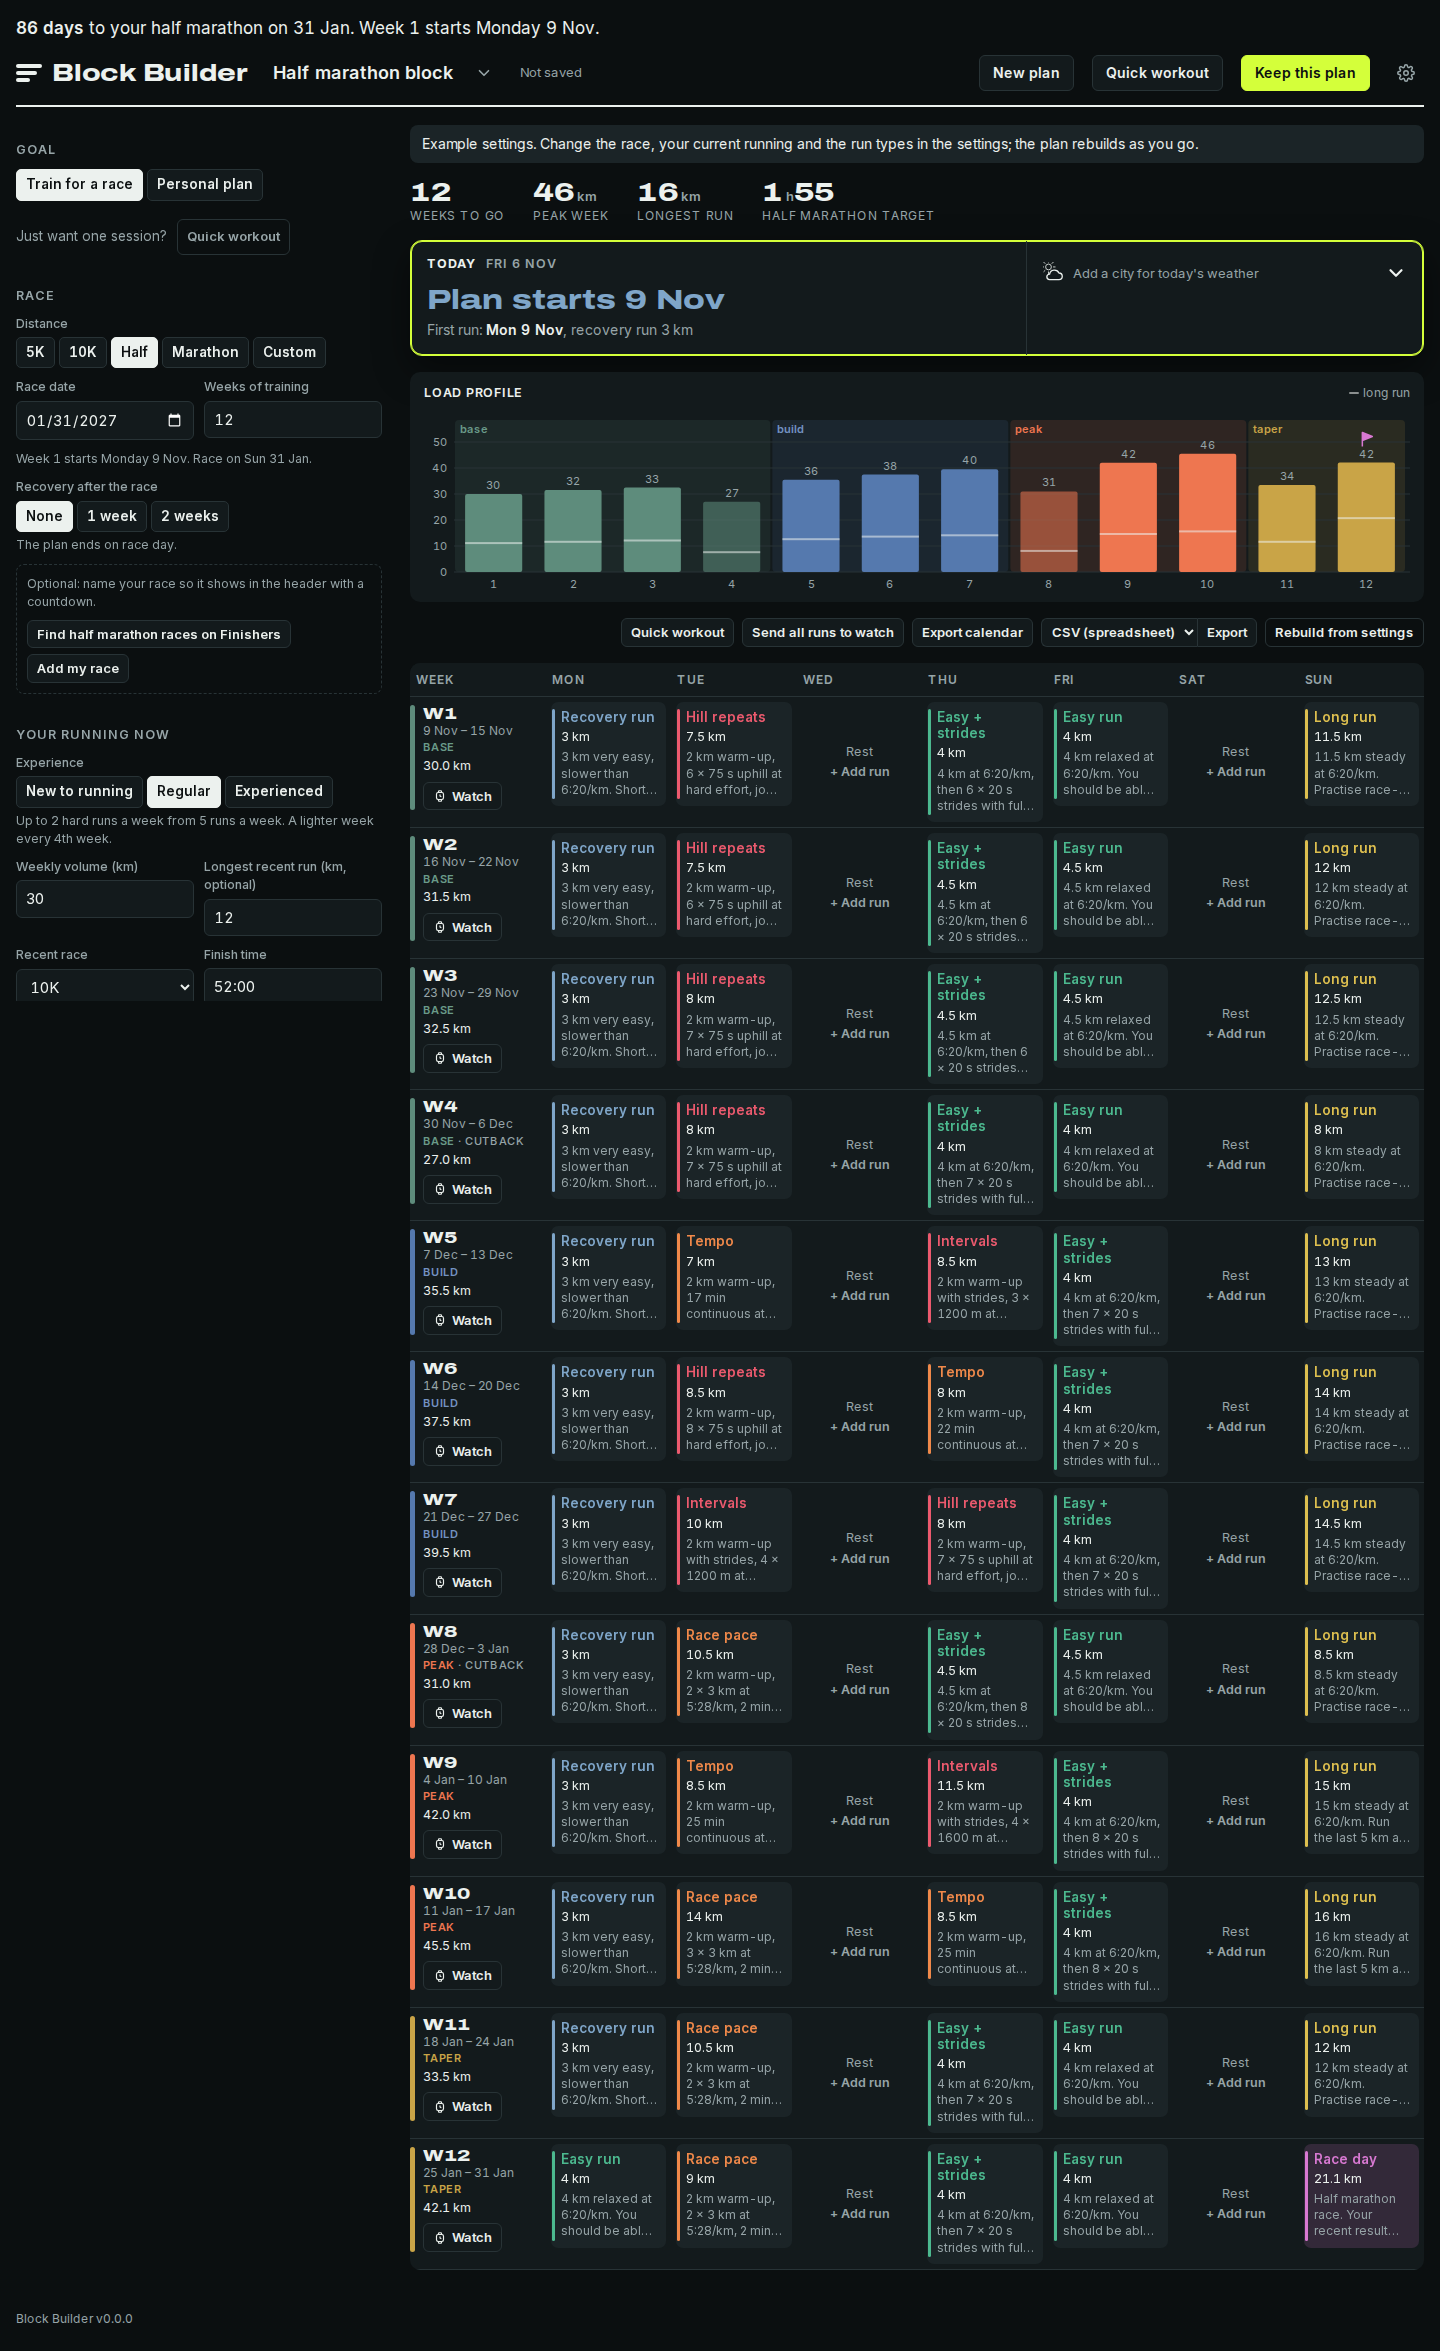 86 days to your half marathon on 31 Jan. Week 1 starts Monday 9 Nov.
Block Builder Half marathon block Not saved New plan Quick workout Keep this plan
GOAL
Train for a race Personal plan
Just want one session? Quick workout
RACE
Distance
5K 10K Half Marathon Custom
Race date Weeks of training
01/31/2027 12
Week 1 starts Monday 9 Nov. Race on Sun 31 Jan.
Recovery after the race
None 1 week 2 weeks
The plan ends on race day.
Optional: name your race so it shows in the header with a
countdown.
Find half marathon races on Finishers
Add my race
YOUR RUNNING NOW
Experience
New to running Regular Experienced
Up to 2 hard runs a week from 5 runs a week. A lighter week
every 4th week.
Weekly volume (km) Longest recent run (km,
optional)
30 12
Recent race Finish time
10K 52:00
Example settings. Change the race, your current running and the run types in the settings; the plan rebuilds as you go.
12 46 km 16 km 1 h55
WEEKS TO GO PEAK WEEK LONGEST RUN HALF MARATHON TARGET
TODAY FRI 6 NOV
Plan starts 9 Nov
First run: Mon 9 Nov, recovery run 3 km
Add a city for today's weather
LOAD PROFILE long run
base build peak taper
50
40
30
20
10
0
30 32 33 27 36 38 40 31 42 46 34 42
1 2 3 4 5 6 7 8 9 10 11 12
Quick workout Send all runs to watch Export calendar CSV (spreadsheet) Export Rebuild from settings
WEEK MON TUE WED THU FRI SAT SUN
W1
9 Nov – 15 Nov
BASE
30.0 km
Watch
Recovery run
3 km
3 km very easy,
slower than
6:20/km. Short…
Hill repeats
7.5 km
2 km warm-up,
6 × 75 s uphill at
hard effort, jo…
Rest
+ Add run
Easy +
strides
4 km
4 km at 6:20/km,
then 6 × 20 s
strides with ful…
Easy run
4 km
4 km relaxed at
6:20/km. You
should be abl…
Rest
+ Add run
Long run
11.5 km
11.5 km steady
at 6:20/km.
Practise race-…
W2
16 Nov – 22 Nov
BASE
31.5 km
Watch
Recovery run
3 km
3 km very easy,
slower than
6:20/km. Short…
Hill repeats
7.5 km
2 km warm-up,
6 × 75 s uphill at
hard effort, jo…
Rest
+ Add run
Easy +
strides
4.5 km
4.5 km at
6:20/km, then 6
× 20 s strides…
Easy run
4.5 km
4.5 km relaxed
at 6:20/km. You
should be abl…
Rest
+ Add run
Long run
12 km
12 km steady at
6:20/km.
Practise race-…
W3
23 Nov – 29 Nov
BASE
32.5 km
Watch
Recovery run
3 km
3 km very easy,
slower than
6:20/km. Short…
Hill repeats
8 km
2 km warm-up,
7 × 75 s uphill at
hard effort, jo…
Rest
+ Add run
Easy +
strides
4.5 km
4.5 km at
6:20/km, then 6
× 20 s strides…
Easy run
4.5 km
4.5 km relaxed
at 6:20/km. You
should be abl…
Rest
+ Add run
Long run
12.5 km
12.5 km steady
at 6:20/km.
Practise race-…
W4
30 Nov – 6 Dec
BASE · CUTBACK
27.0 km
Watch
Recovery run
3 km
3 km very easy,
slower than
6:20/km. Short…
Hill repeats
8 km
2 km warm-up,
7 × 75 s uphill at
hard effort, jo…
Rest
+ Add run
Easy +
strides
4 km
4 km at 6:20/km,
then 7 × 20 s
strides with ful…
Easy run
4 km
4 km relaxed at
6:20/km. You
should be abl…
Rest
+ Add run
Long run
8 km
8 km steady at
6:20/km.
Practise race-…
W5
7 Dec – 13 Dec
BUILD
35.5 km
Watch
Recovery run
3 km
3 km very easy,
slower than
6:20/km. Short…
Tempo
7 km
2 km warm-up,
17 min
continuous at…
Rest
+ Add run
Intervals
8.5 km
2 km warm-up
with strides, 3 ×
1200 m at…
Easy +
strides
4 km
4 km at 6:20/km,
then 7 × 20 s
strides with ful…
Rest
+ Add run
Long run
13 km
13 km steady at
6:20/km.
Practise race-…
W6
14 Dec – 20 Dec
BUILD
37.5 km
Watch
Recovery run
3 km
3 km very easy,
slower than
6:20/km. Short…
Hill repeats
8.5 km
2 km warm-up,
8 × 75 s uphill at
hard effort, jo…
Rest
+ Add run
Tempo
8 km
2 km warm-up,
22 min
continuous at…
Easy +
strides
4 km
4 km at 6:20/km,
then 7 × 20 s
strides with ful…
Rest
+ Add run
Long run
14 km
14 km steady at
6:20/km.
Practise race-…
W7
21 Dec – 27 Dec
BUILD
39.5 km
Watch
Recovery run
3 km
3 km very easy,
slower than
6:20/km. Short…
Intervals
10 km
2 km warm-up
with strides, 4 ×
1200 m at…
Rest
+ Add run
Hill repeats
8 km
2 km warm-up,
7 × 75 s uphill at
hard effort, jo…
Easy +
strides
4 km
4 km at 6:20/km,
then 7 × 20 s
strides with ful…
Rest
+ Add run
Long run
14.5 km
14.5 km steady
at 6:20/km.
Practise race-…
W8
28 Dec – 3 Jan
PEAK · CUTBACK
31.0 km
Watch
Recovery run
3 km
3 km very easy,
slower than
6:20/km. Short…
Race pace
10.5 km
2 km warm-up,
2 × 3 km at
5:28/km, 2 min…
Rest
+ Add run
Easy +
strides
4.5 km
4.5 km at
6:20/km, then 8
× 20 s strides…
Easy run
4.5 km
4.5 km relaxed
at 6:20/km. You
should be abl…
Rest
+ Add run
Long run
8.5 km
8.5 km steady
at 6:20/km.
Practise race-…
W9
4 Jan – 10 Jan
PEAK
42.0 km
Watch
Recovery run
3 km
3 km very easy,
slower than
6:20/km. Short…
Tempo
8.5 km
2 km warm-up,
25 min
continuous at…
Rest
+ Add run
Intervals
11.5 km
2 km warm-up
with strides, 4 ×
1600 m at…
Easy +
strides
4 km
4 km at 6:20/km,
then 8 × 20 s
strides with ful…
Rest
+ Add run
Long run
15 km
15 km steady at
6:20/km. Run
the last 5 km a…
W10
11 Jan – 17 Jan
PEAK
45.5 km
Watch
Recovery run
3 km
3 km very easy,
slower than
6:20/km. Short…
Race pace
14 km
2 km warm-up,
3 × 3 km at
5:28/km, 2 min…
Rest
+ Add run
Tempo
8.5 km
2 km warm-up,
25 min
continuous at…
Easy +
strides
4 km
4 km at 6:20/km,
then 8 × 20 s
strides with ful…
Rest
+ Add run
Long run
16 km
16 km steady at
6:20/km. Run
the last 5 km a…
W11
18 Jan – 24 Jan
TAPER
33.5 km
Watch
Recovery run
3 km
3 km very easy,
slower than
6:20/km. Short…
Race pace
10.5 km
2 km warm-up,
2 × 3 km at
5:28/km, 2 min…
Rest
+ Add run
Easy +
strides
4 km
4 km at 6:20/km,
then 7 × 20 s
strides with ful…
Easy run
4 km
4 km relaxed at
6:20/km. You
should be abl…
Rest
+ Add run
Long run
12 km
12 km steady at
6:20/km.
Practise race-…
W12
25 Jan – 31 Jan
TAPER
42.1 km
Watch
Easy run
4 km
4 km relaxed at
6:20/km. You
should be abl…
Race pace
9 km
2 km warm-up,
2 × 3 km at
5:28/km, 2 min…
Rest
+ Add run
Easy +
strides
4 km
4 km at 6:20/km,
then 7 × 20 s
strides with ful…
Easy run
4 km
4 km relaxed at
6:20/km. You
should be abl…
Rest
+ Add run
Race day
21.1 km
Half marathon
race. Your
recent result…
Block Builder v0.0.0